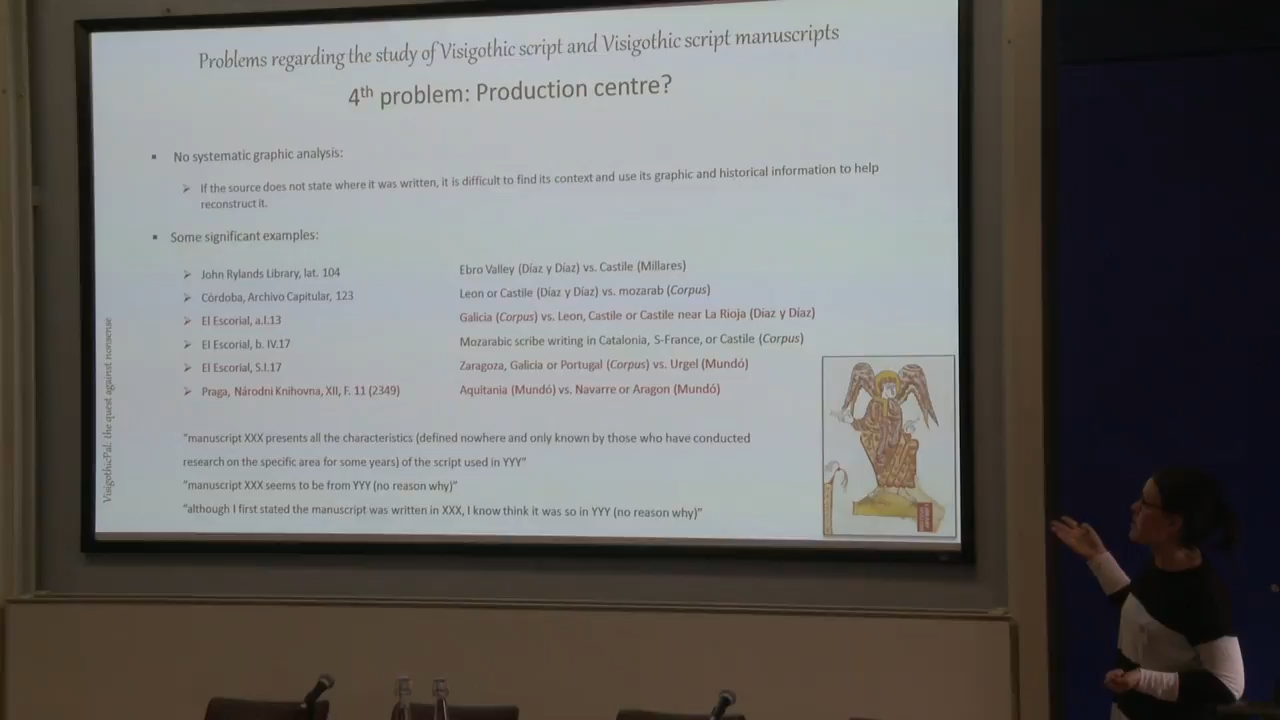 Problems regarding the study of Visigothic script and Visigothic script manuscripts
4th problem: Production centre?
▪ No systematic graphic analysis:
➢ If the source does not state where it was written, it is difficult to find its context and use its graphic and historical information to help
reconstruct it.
▪ Some significant examples:
➢ John Rylands Library, lat. 104 Ebro Valley (Díaz y Díaz) vs. Castile (Millares)
➢ Córdoba, Archivo Capitular, 123 Leon or Castile (Díaz y Díaz) vs. mozarab (Corpus)
➢ El Escorial, a.I.13 Galicia (Corpus) vs. Leon, Castile or Castile near La Rioja (Díaz y Díaz)
➢ El Escorial, b. IV.17 Mozarabic scribe writing in Catalonia, S-France, or Castile (Corpus)
➢ El Escorial, S.I.17 Zaragoza, Galicia or Portugal (Corpus) vs. Urgel (Mundó)
➢ Praga, Národni Knihovna, XII, F. 11 (2349) Aquitania (Mundó) vs. Navarre or Aragon (Mundó)
"manuscript XXX presents all the characteristics (defined nowhere and only known by those who have conducted
research on the specific area for some years) of the script used in YYY"
"manuscript XXX seems to be from YYY (no reason why)"
"although I first stated the manuscript was written in XXX, I know think it was so in YYY (no reason why)"
VisigothicPal: the quest against nonsense